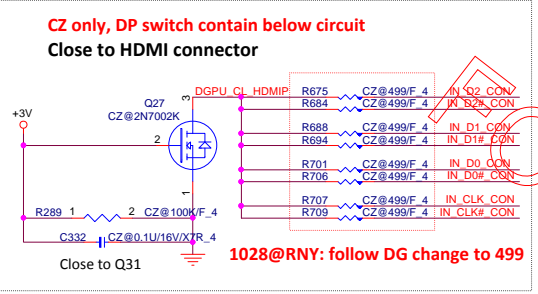 CZ only, DP switch contain below circuit
Close to HDMI connector
DGPU_CL_HDMIP
R675 CZ@499/F_4 IN_D2_CON
R684 CZ@499/F_4 IN_D2#_CON
Q27
CZ@2N7002K
3
+3V
2
R688 CZ@499/F_4 IN_D1_CON
R694 CZ@499/F_4 IN_D1#_CON
R701 CZ@499/F_4 IN_D0_CON
R706 CZ@499/F_4 IN_D0#_CON
1
R707 CZ@499/F_4 IN_CLK_CON
R709 CZ@499/F_4 IN_CLK#_CON
R289 1 2 CZ@100K/F_4
C332 CZ@0.1U/16V//X7R_4
Close to Q31
1028@RNY: follow DG change to 499